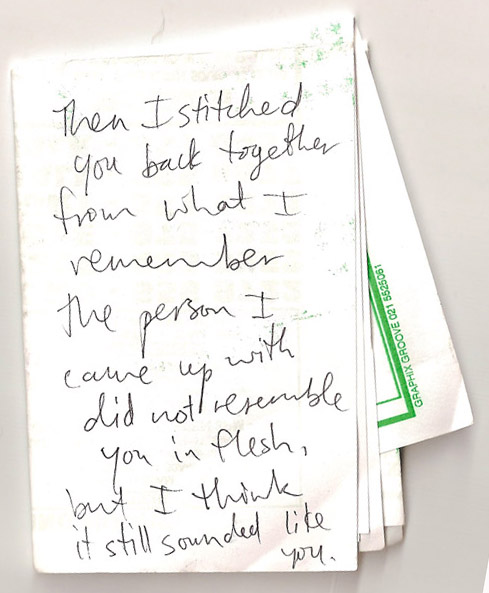 Then I stitched
you back together
from what I
remember
the person I
came up with
did not resemble
you in flesh,
but I think
it still sounded like
you.
GRAPHIX GROOVE 021 5525061